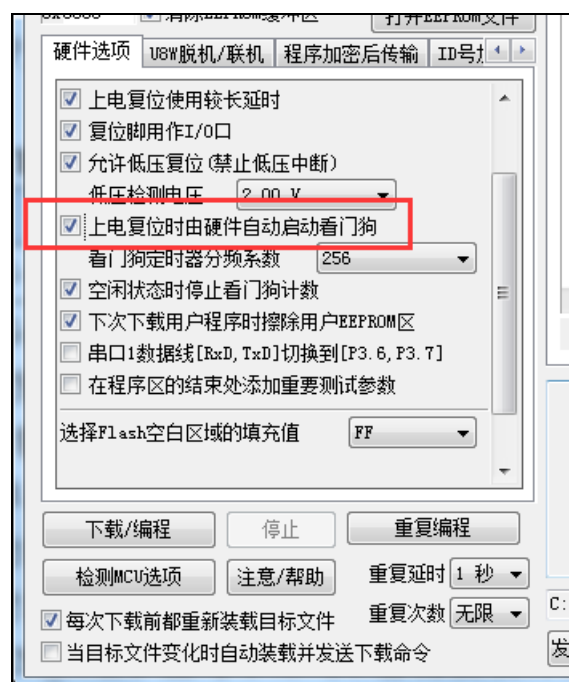 打开EEPROM文件
硬件选项 U8W脱机/联机 程序加密后传输 ID号
上电复位使用较长延时
复位脚用作I/O口
允许低压复位(禁止低压中断)
低压检测电压 2.00 V
上电复位时由硬件自动启动看门狗
看门狗定时器分频系数 256
空闲状态时停止看门狗计数
下次下载用户程序时擦除用户EEPROM区
串口1数据线[RxD,TxD]切换到[P3.6,P3.7]
在程序区的结束处添加重要测试参数
选择Flash空白区域的填充值 FF
下载/编程 停止 重复编程
检测MCU选项 注意/帮助 重复延时 1 秒
每次下载前都重新装载目标文件 重复次数 无限
当目标文件变化时自动装载并发送下载命令
C:
发